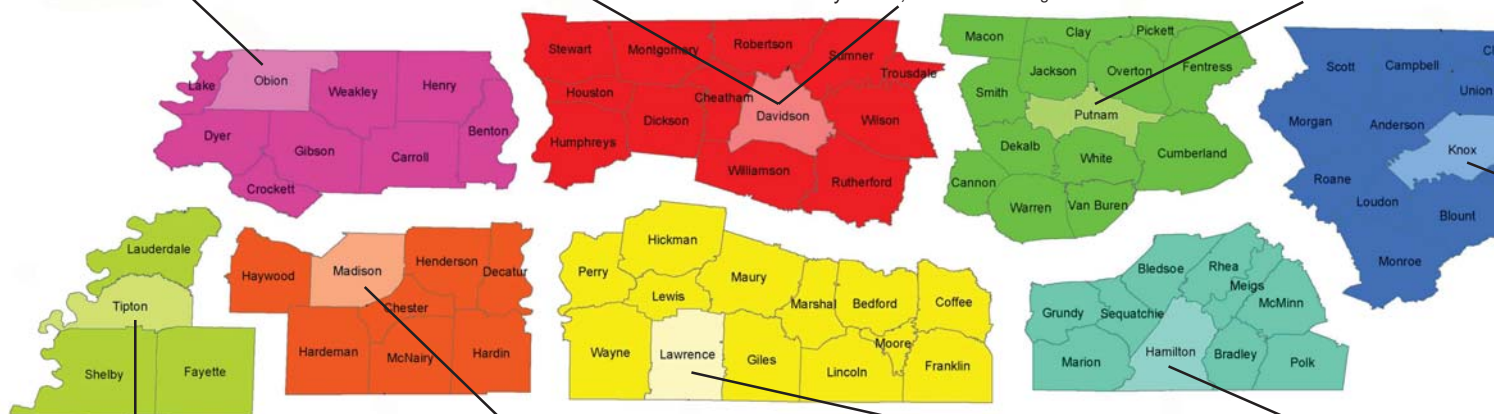 Obion
Lake
Weakley
Henry
Dyer
Gibson
Carroll
Benton
Crockett
Stewart
Montgomery
Robertson
Sumner
Trousdale
Houston
Cheatham
Dickson
Davidson
Wilson
Humphreys
Williamson
Rutherford
Macon
Clay
Pickett
Jackson
Overton
Fentress
Smith
Putnam
Dekalb
White
Cumberland
Cannon
Warren
Van Buren
Scott
Campbell
Union
Morgan
Anderson
Knox
Roane
Loudon
Blount
Monroe
Lauderdale
Tipton
Shelby
Fayette
Haywood
Madison
Henderson
Decatur
Chester
Hardeman
McNairy
Hardin
Hickman
Perry
Maury
Lewis
Marshal
Bedford
Coffee
Moore
Wayne
Lawrence
Giles
Lincoln
Franklin
Bledsoe
Rhea
Meigs
McMinn
Grundy
Sequatchie
Marion
Hamilton
Bradley
Polk